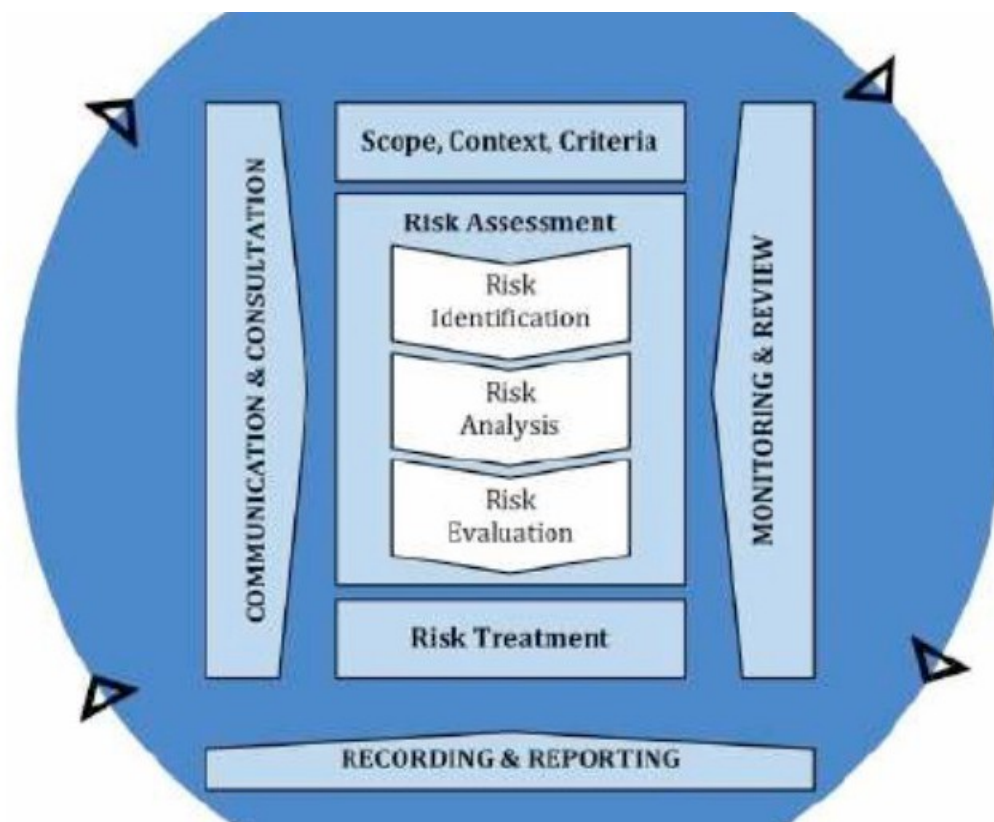 Scope, Context, Criteria
Risk Assessment
Risk
Identification
Risk
Analysis
Risk
Evaluation
Risk Treatment
COMMUNICATION & CONSULTATION
MONITORING & REVIEW
RECORDING & REPORTING